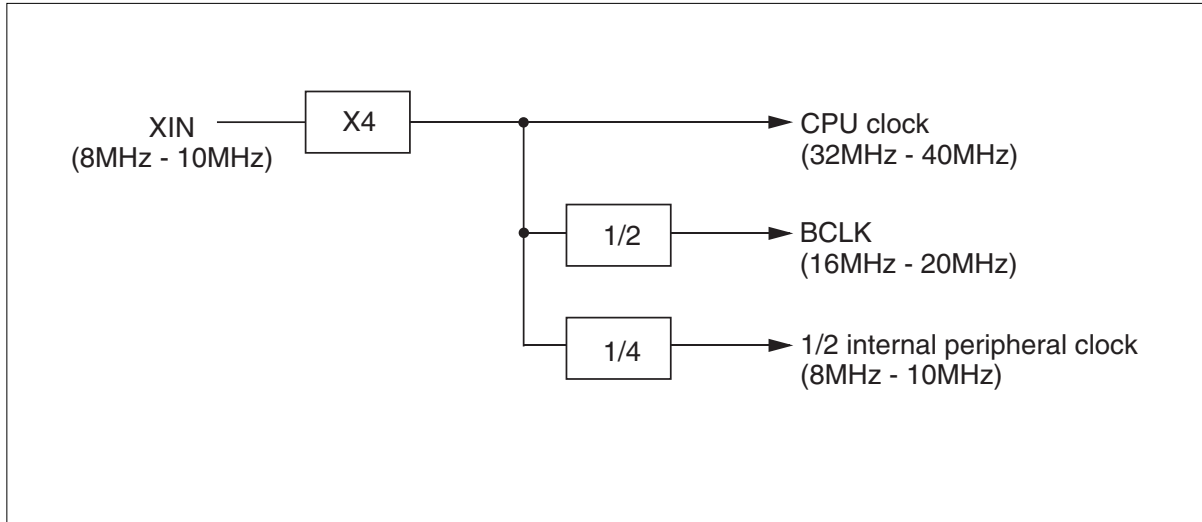 XIN
(8MHz - 10MHz)
X4
CPU clock
(32MHz - 40MHz)
1/2
BCLK
(16MHz - 20MHz)
1/4
1/2 internal peripheral clock
(8MHz - 10MHz)